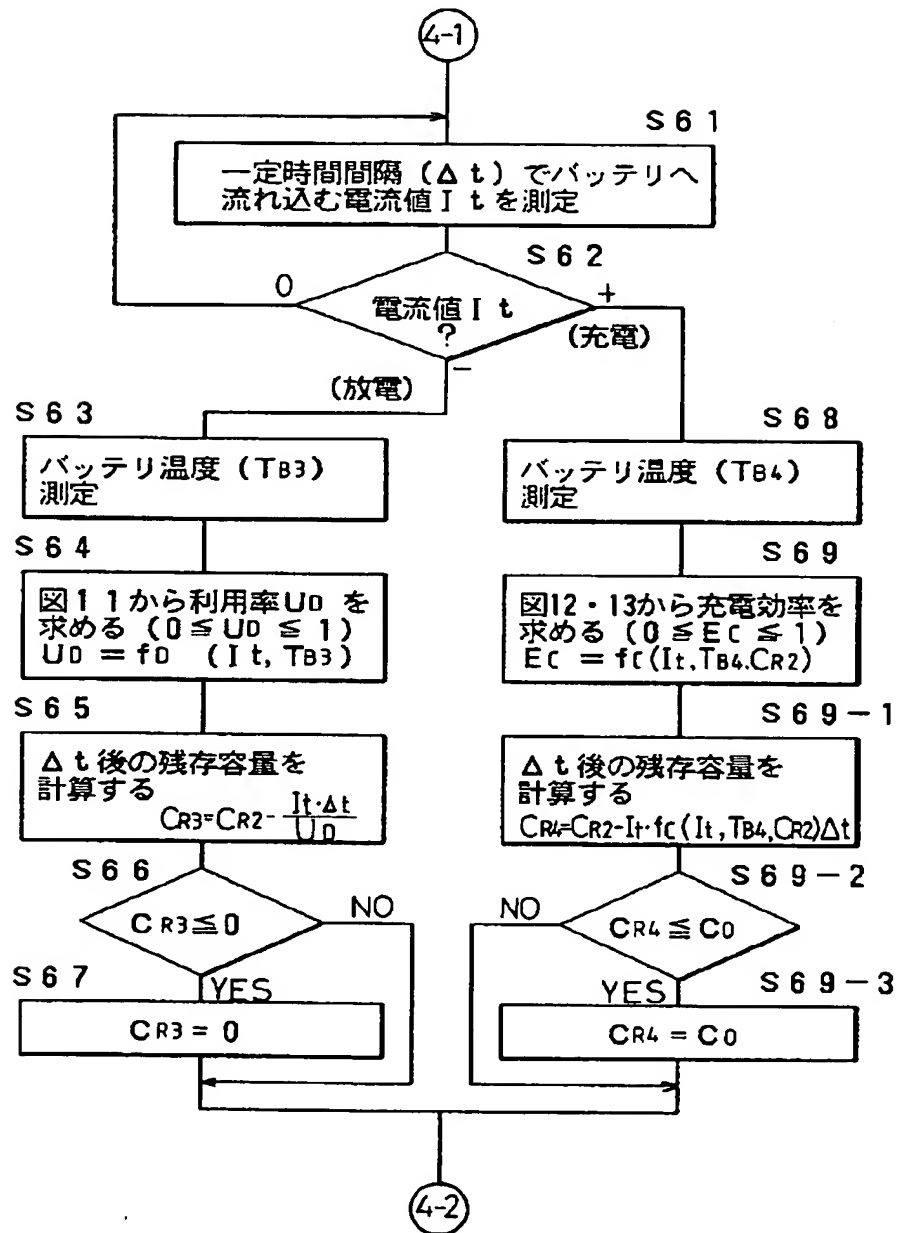 4-1
S61
一定時間間隔（Δt）でバッテリへ
流れ込む電流値Itを測定
S62
0
電流値It
?
+
(充電)
−
(放電)
S63
バッテリ温度（TB3）
測定
S64
図11から利用率UDを
求める（0≦UD≦1）
UD＝fD (It, TB3)
S65
Δt後の残存容量を
計算する
CR3=CR2-It・Δt/UD
S66
CR3≦0
NO
S67
YES
CR3＝0
S68
バッテリ温度（TB4）
測定
S69
図12・13から充電効率を
求める（0≦EC≦1）
EC＝fC(It,TB4.CR2)
S69-1
Δt後の残存容量を
計算する
CR4=CR2-It・fC(It,TB4,CR2)Δt
S69-2
NO
CR4≦C0
YES
S69-3
CR4＝C0
4-2